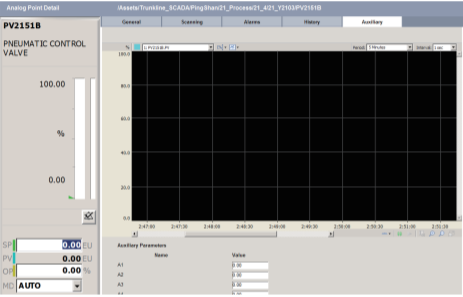 Analog Point Detail
/Assets/Trunkline_SCADA/PingShan21_Process/21_4/21_Y2103/PV2151B
PV2151B
General Scanning Alarms History Auxiliary
PNEUMATIC CONTROL
VALVE
% 1: PV2151B.PV
Period 5 Minutes Interval 1 sec
100.0
80.0
60.0
40.0
20.0
0.0
100.00
%
0.00
2:47:00 2:47:30 2:48:00 2:48:30 2:49:00 2:49:30 2:50:00 2:50:30 2:51:00 2:51:30
SP 0.00 EU
PV 0.00 EU
OP 0.00 %
MD AUTO
Auxiliary Parameters
Name Value
A1 0.00
A2 0.00
A3 0.00
A4 0.00